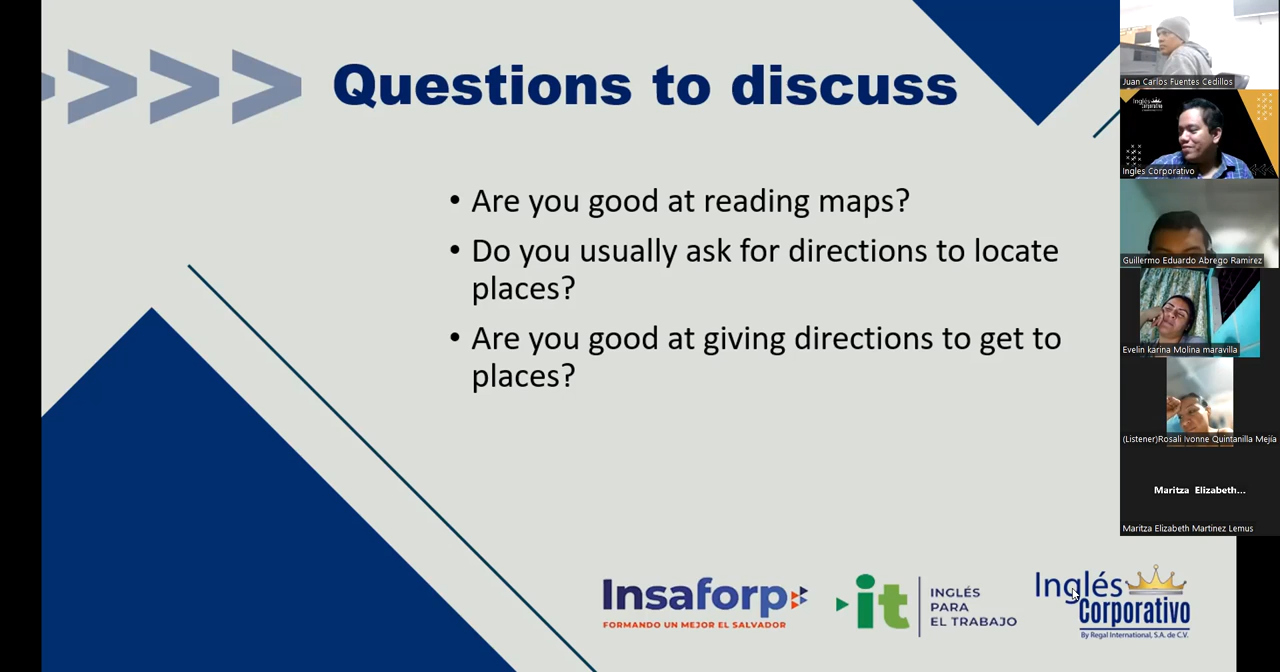 Questions to discuss
• Are you good at reading maps?
• Do you usually ask for directions to locate
places?
• Are you good at giving directions to get to
places?
Insaforp
FORMANDO UN MEJOR EL SALVADOR
it
INGLÉS
PARA
EL TRABAJO
Inglés
Corporativo
By Regal International, S.A. de C.V.
Juan Carlos Fuentes Cedillos
Inglés
Corporativo
Ingles Corporativo
Guillermo Eduardo Abrego Ramirez
Evelin karina Molina maravilla
(Listener)Rosali Ivonne Quintanilla Mejía
Maritza Elizabeth...
Maritza Elizabeth Martinez Lemus